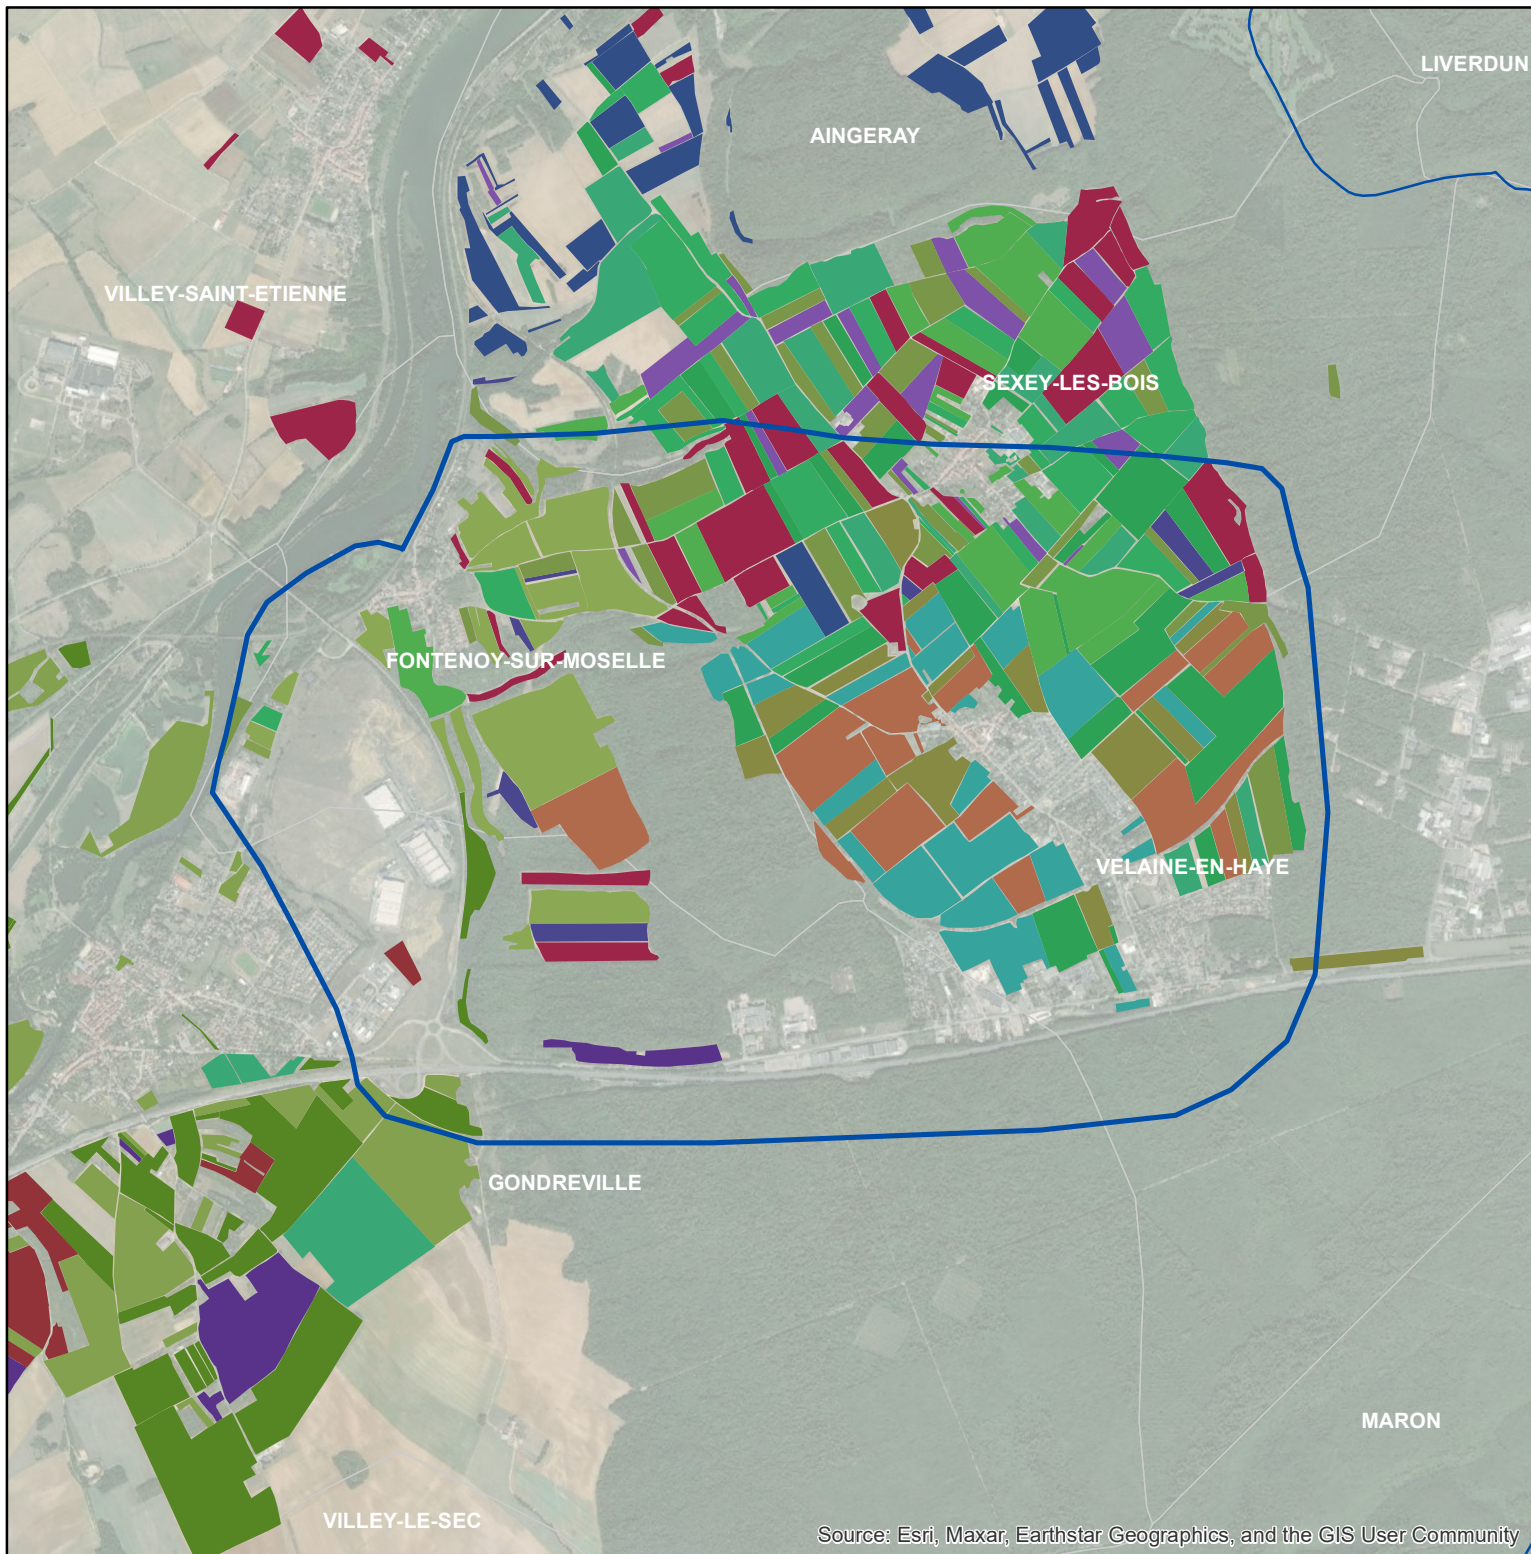 LIVERDUN
AINGERAY
VILLEY-SAINT-ETIENNE
SEXEY-LES-BOIS
FONTENOY-SUR-MOSELLE
VELAINE-EN-HAYE
GONDREVILLE
MARON
VILLEY-LE-SEC
Source: Esri, Maxar, Earthstar Geographics, and the GIS User Community